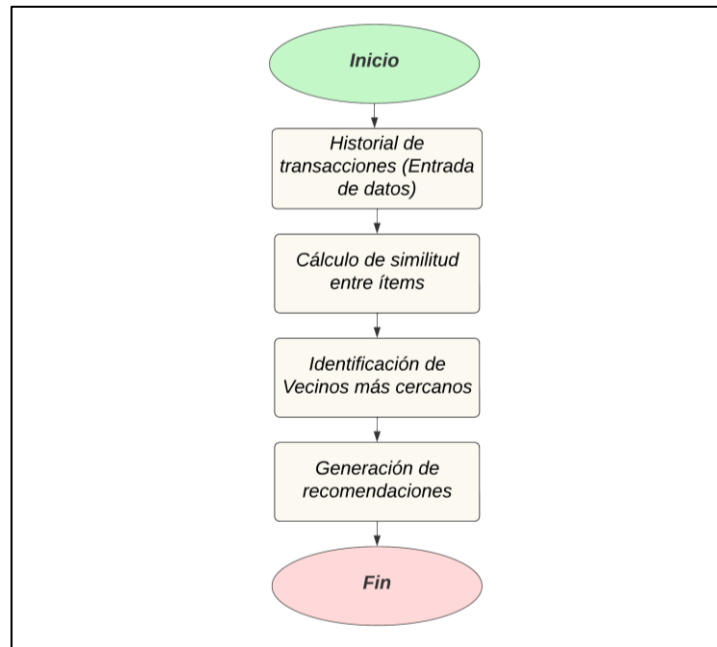 Inicio
Historial de
transacciones (Entrada
de datos)
Cálculo de similitud
entre ítems
Identificación de
Vecinos más cercanos
Generación de
recomendaciones
Fin